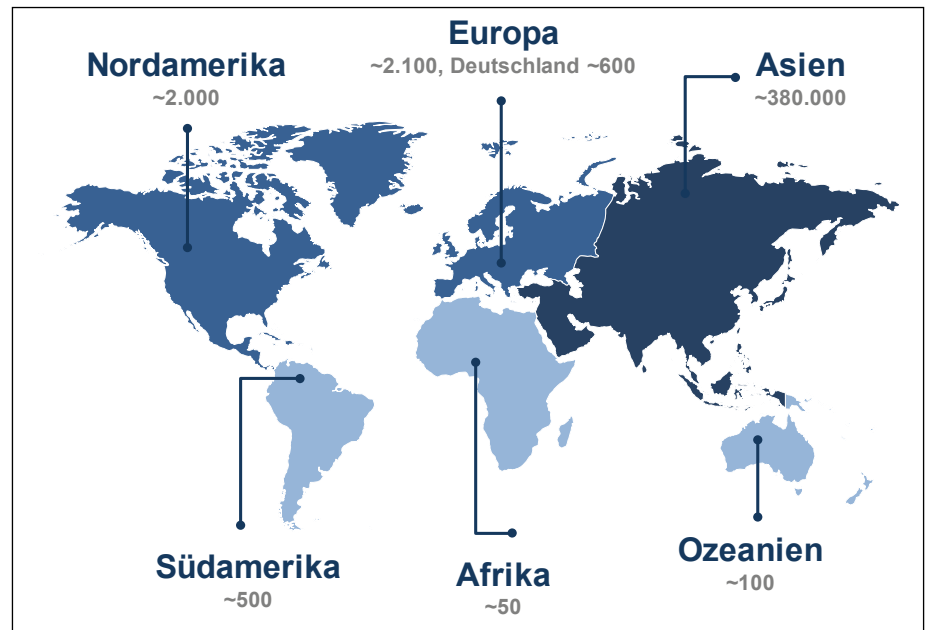 Europa
~2.100, Deutschland ~600
Nordamerika
~2.000
Asien
~380.000
Südamerika
~500
Afrika
~50
Ozeanien
~100